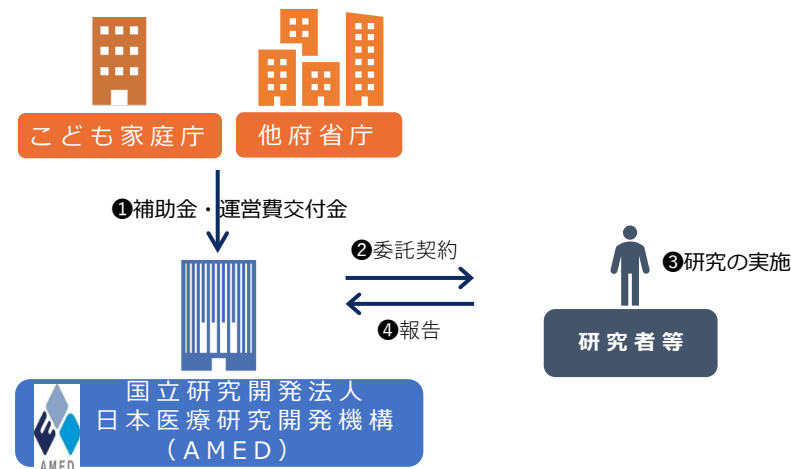 こども家庭庁
他府省庁
❶補助金・運営費交付金
❷委託契約
❸研究の実施
❹報告
研究者等
国立研究開発法人
日本医療研究開発機構
（AMED）
AMED